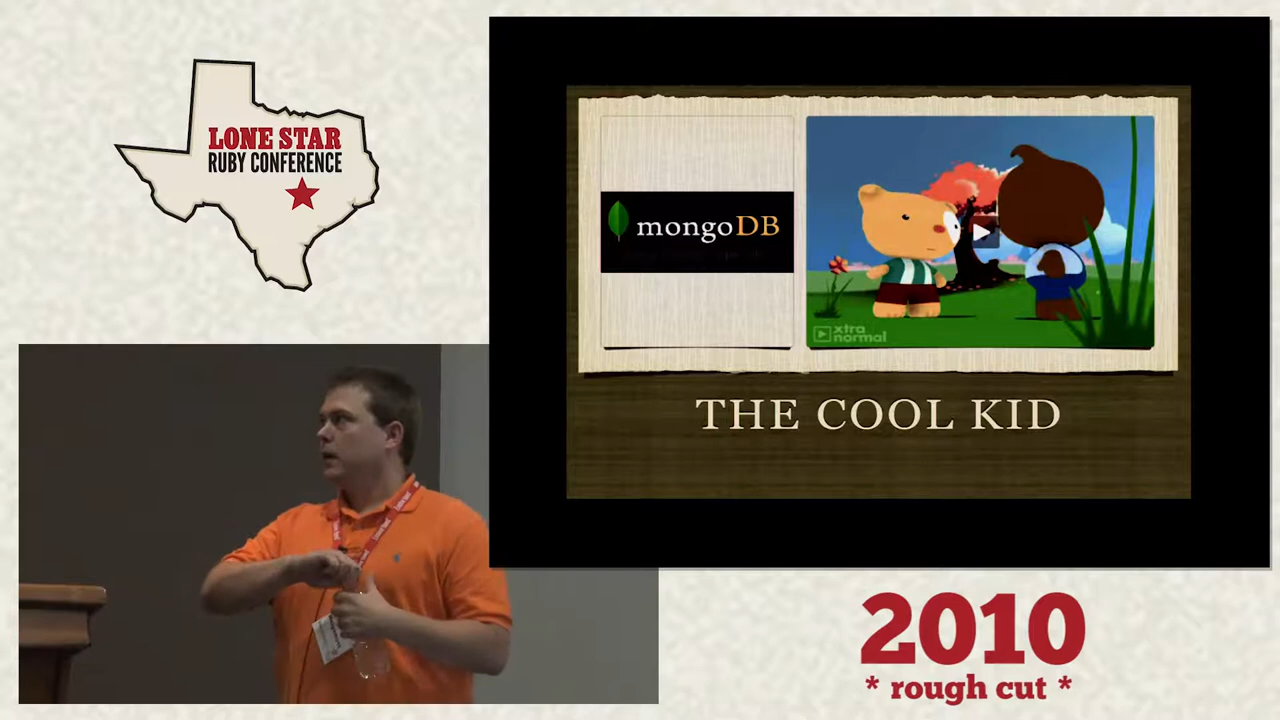 LONE STAR
RUBY CONFERENCE
mongoDB
xtra
normal
THE COOL KID
2010
* rough cut *